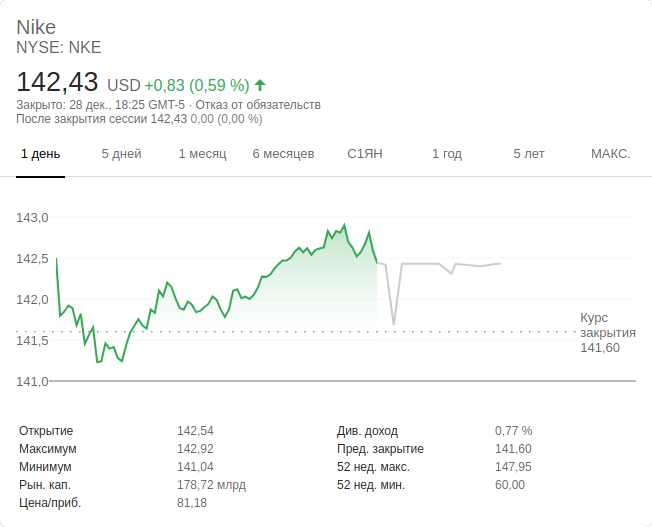 Nike
NYSE: NKE
142,43 USD +0,83 (0,59 %)
Закрыто: 28 дек., 18:25 GMT-5 · Отказ от обязательств
После закрытия сессии 142,43 0,00 (0,00 %)
1 день 5 дней 1 месяц 6 месяцев С1ЯН 1 год 5 лет МАКС.
143,0
142,5
142,0
141,5
141,0
Курс
закрытия
141,60
Открытие 142,54 Див. доход 0,77 %
Максимум 142,92 Пред. закрытие 141,60
Минимум 141,04 52 нед. макс. 147,95
Рын. кап. 178,72 млрд 52 нед. мин. 60,00
Цена/приб. 81,18